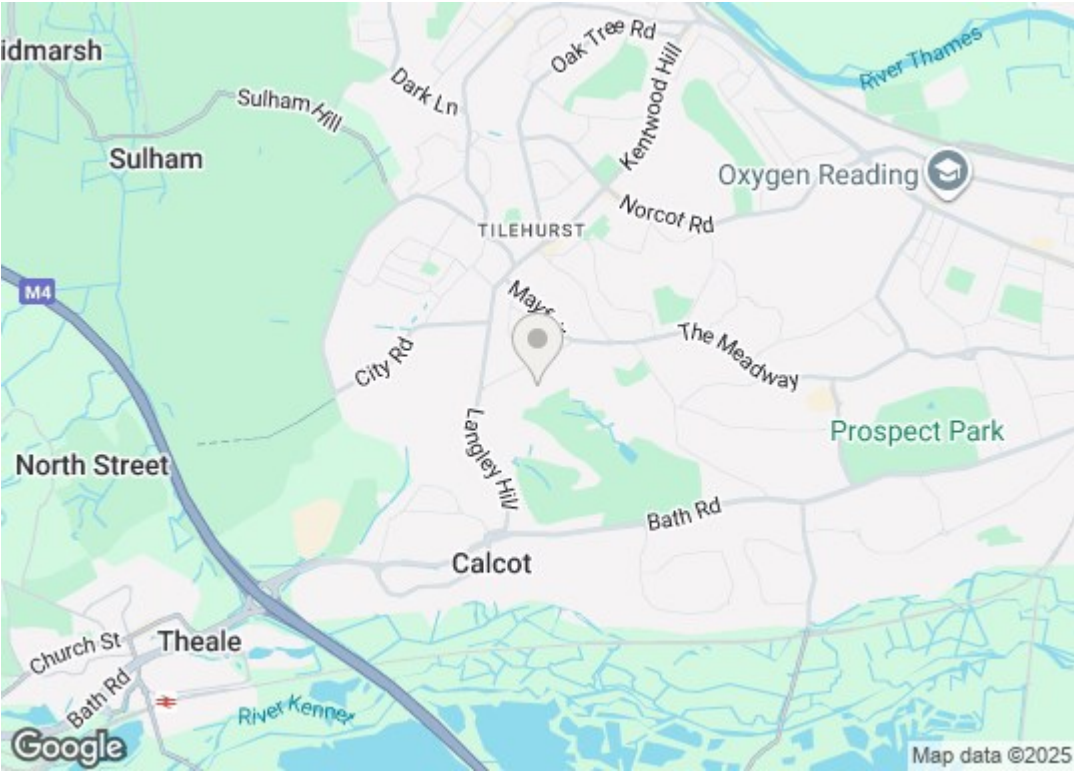 idmarsh
Oak Tree Rd
River Thames
Dark Ln
Kentwood Hill
Sulham Hill
Sulham
Oxygen Reading
Norcot Rd
TILEHURST
M4
The Meadway
City Rd
Langley Hill
Prospect Park
North Street
Bath Rd
Calcot
Church St
Theale
Bath Rd
River Kennet
Google
Map data ©2025